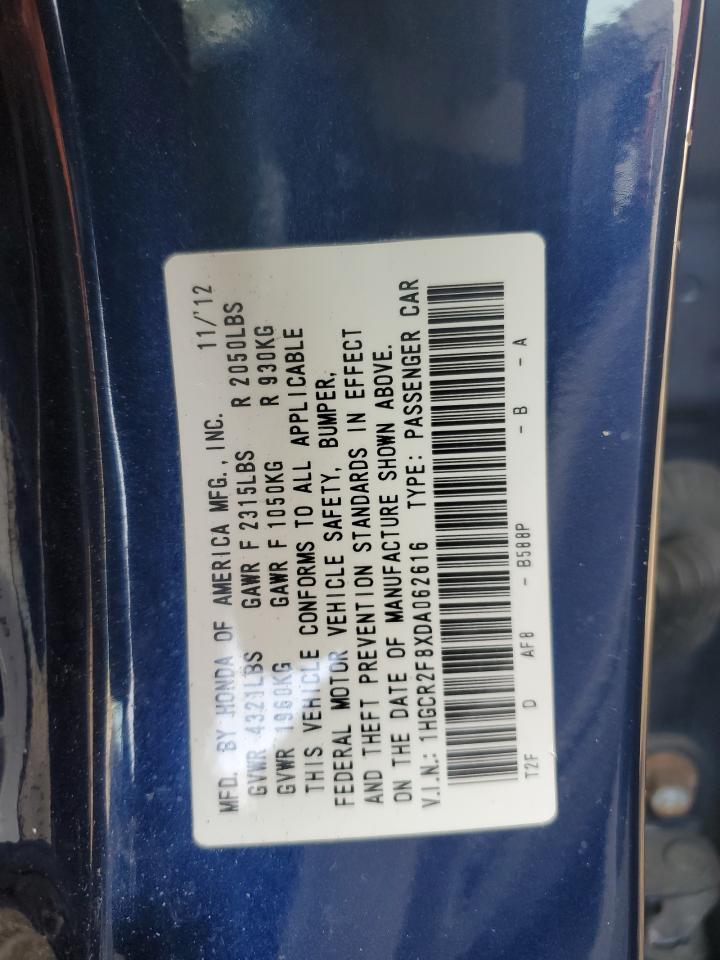 MFD. BY HONDA OF AMERICA MFG., INC. 11/'12
GVWR 4321LBS GAWR F 2315LBS R 2050LBS
GVWR 1960KG GAWR F 1050KG R 930KG
THIS VEHICLE CONFORMS TO ALL APPLICABLE
FEDERAL MOTOR VEHICLE SAFETY, BUMPER,
AND THEFT PREVENTION STANDARDS IN EFFECT
ON THE DATE OF MANUFACTURE SHOWN ABOVE.
V.I.N.: 1HGCR2F8XDA062616 TYPE: PASSENGER CAR
T2F D AF8 - B588P - B - A